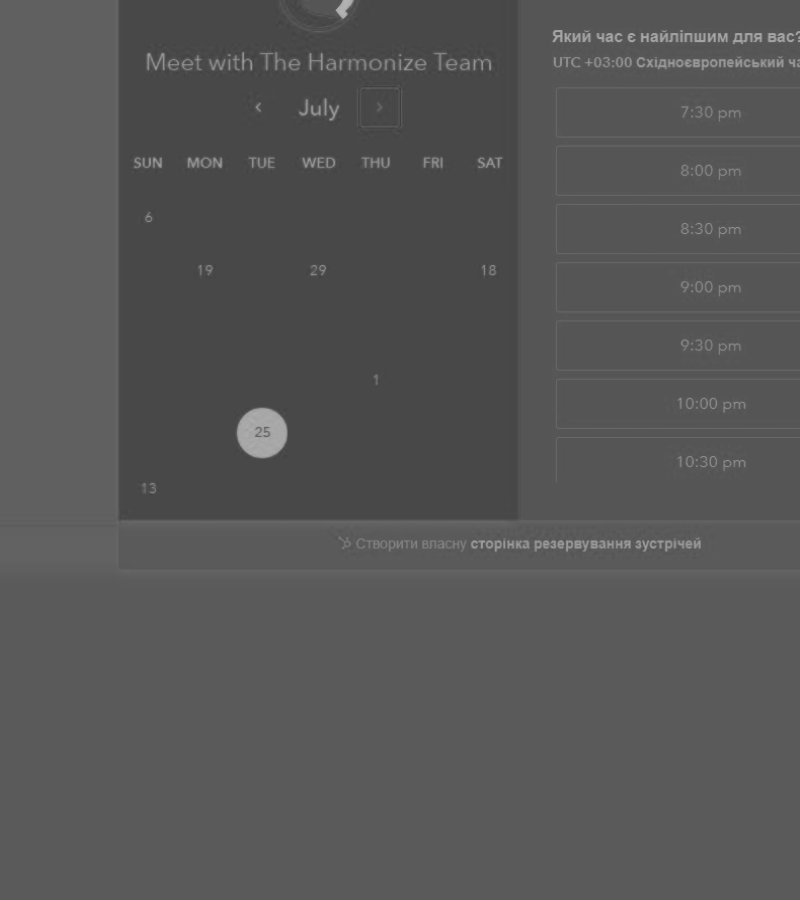 Meet with The Harmonize Team
July
SUN MON TUE WED THU FRI SAT
6
19 29 18
1
25
13
Який час є найліпшим для вас?
UTC +03:00 Східноєвропейський ча
7:30 pm
8:00 pm
8:30 pm
9:00 pm
9:30 pm
10:00 pm
10:30 pm
Створити власну сторінка резервування зустрічей